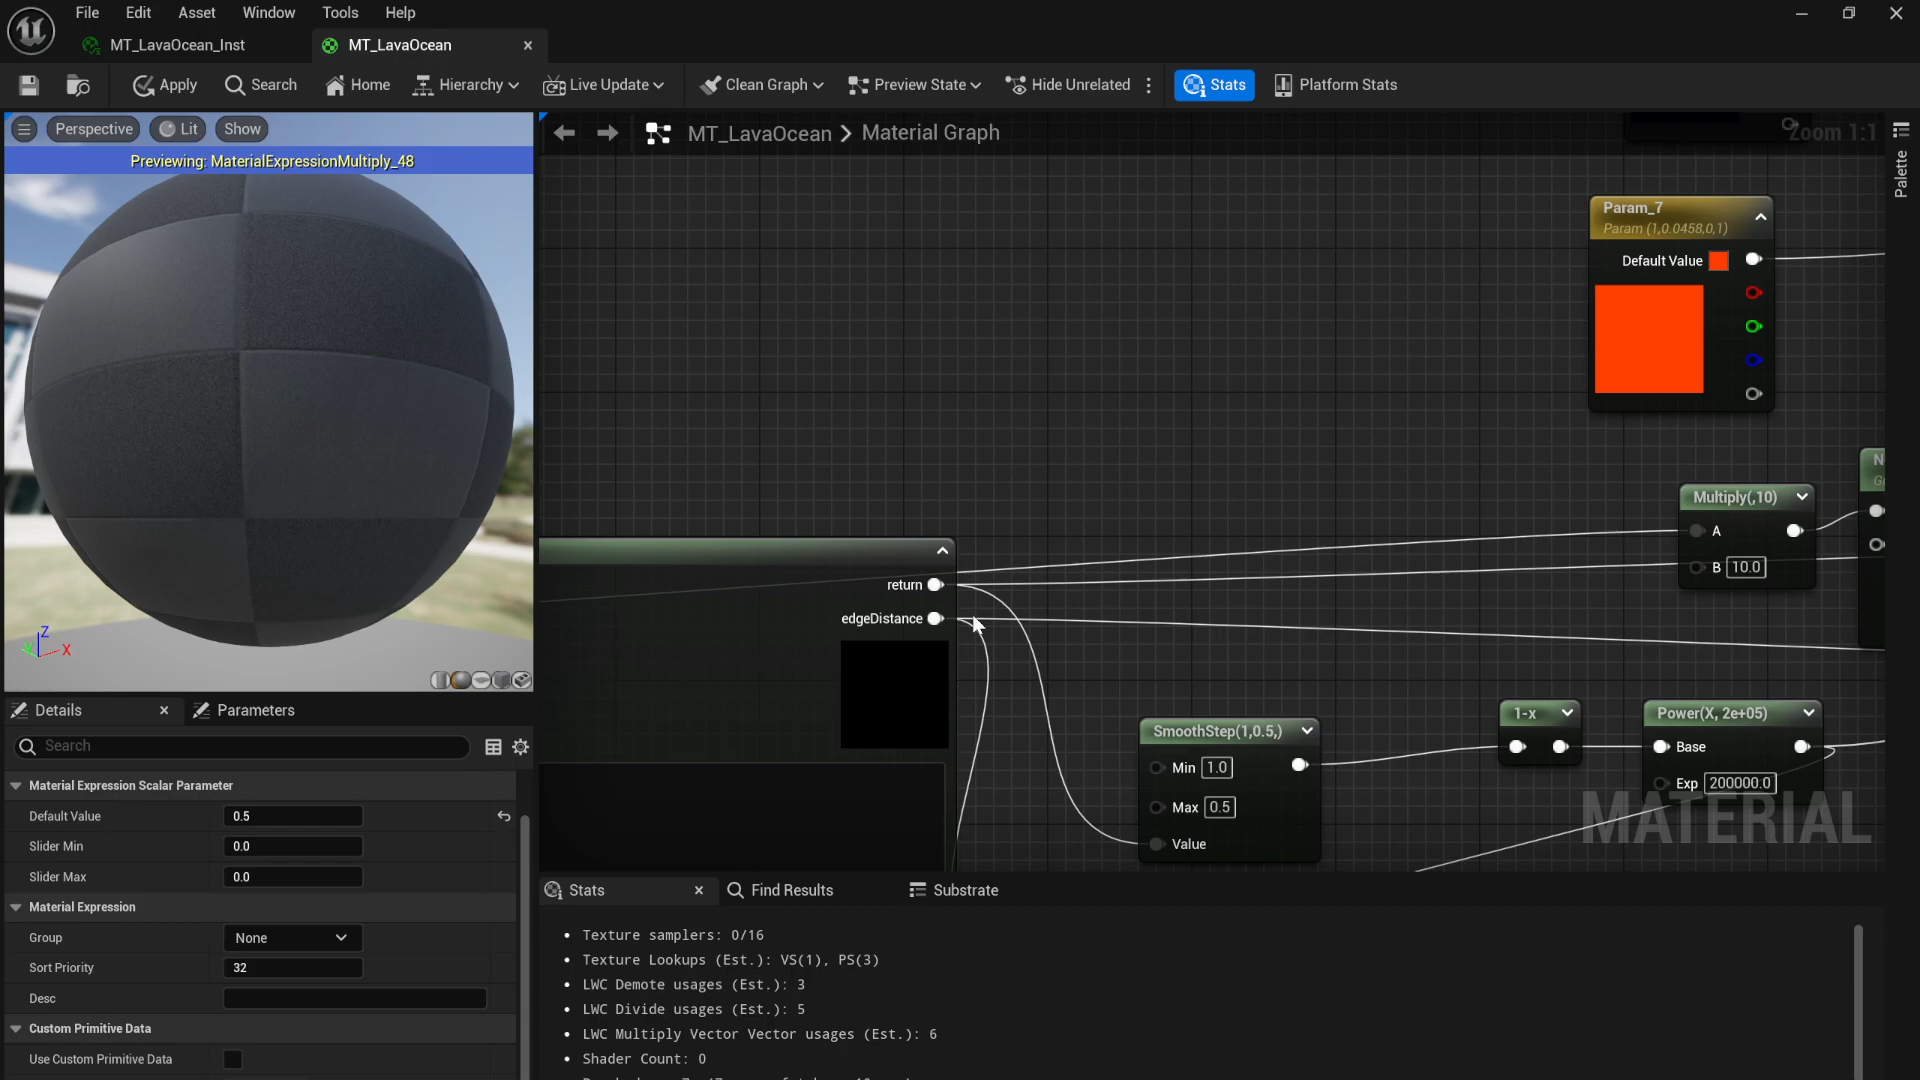 File Edit Asset Window Tools Help
MT_LavaOcean_Inst MT_LavaOcean
Apply Search Home Hierarchy Live Update Clean Graph Preview State Hide Unrelated Stats Platform Stats
Perspective Lit Show
Previewing: MaterialExpressionMultiply_48
MT_LavaOcean Material Graph
Zoom 1:1
Palette
Param_7
Param (1,0.0458,0,1)
Default Value
Multiply(,10)
A
B 10.0
return
edgeDistance
SmoothStep(1,0.5,)
Min 1.0
Max 0.5
Value
1-x
Power(X, 2e+05)
Base
Exp 200000.0
MATERIAL
Z
X
Details Parameters
Search
Material Expression Scalar Parameter
Default Value 0.5
Slider Min 0.0
Slider Max 0.0
Material Expression
Group None
Sort Priority 32
Desc
Custom Primitive Data
Use Custom Primitive Data
Stats Find Results Substrate
Texture samplers: 0/16
Texture Lookups (Est.): VS(1), PS(3)
LWC Demote usages (Est.): 3
LWC Divide usages (Est.): 5
LWC Multiply Vector Vector usages (Est.): 6
Shader Count: 0